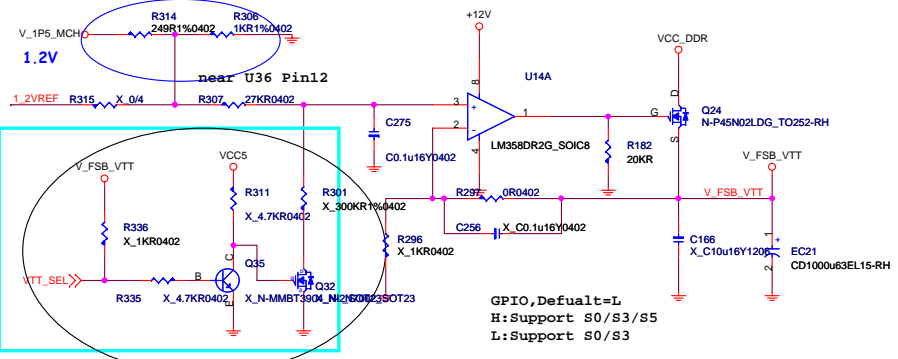 +12V
R314
249R1%0402
R306
1KR1%0402
V_1P5_MCH
1.2V
VCC_DDR
near U36 Pin12
U14A
1_2VREF
R315
X_0/4
R307
27KR0402
3
+
2
-
8
4
1
LM358DR2G_SOIC8
D
G
S
Q24
N-P45N02LDG_TO252-RH
C275
C0.1u16Y0402
R182
20KR
V_FSB_VTT
VCC5
V_FSB_VTT
R311
X_4.7KR0402
R301
X_300KR1%0402
R297
0R0402
V_FSB_VTT
R336
X_1KR0402
C256
X_C0.1u16Y0402
R296
X_1KR0402
C166
X_C10u16Y1206
+
1
2
EC21
CD1000u63EL15-RH
VTT_SEL
R335
X_4.7KR0402
B
C
E
Q35
Q32
GPIO,Defualt=L
H:Support S0/S3/S5
L:Support S0/S3